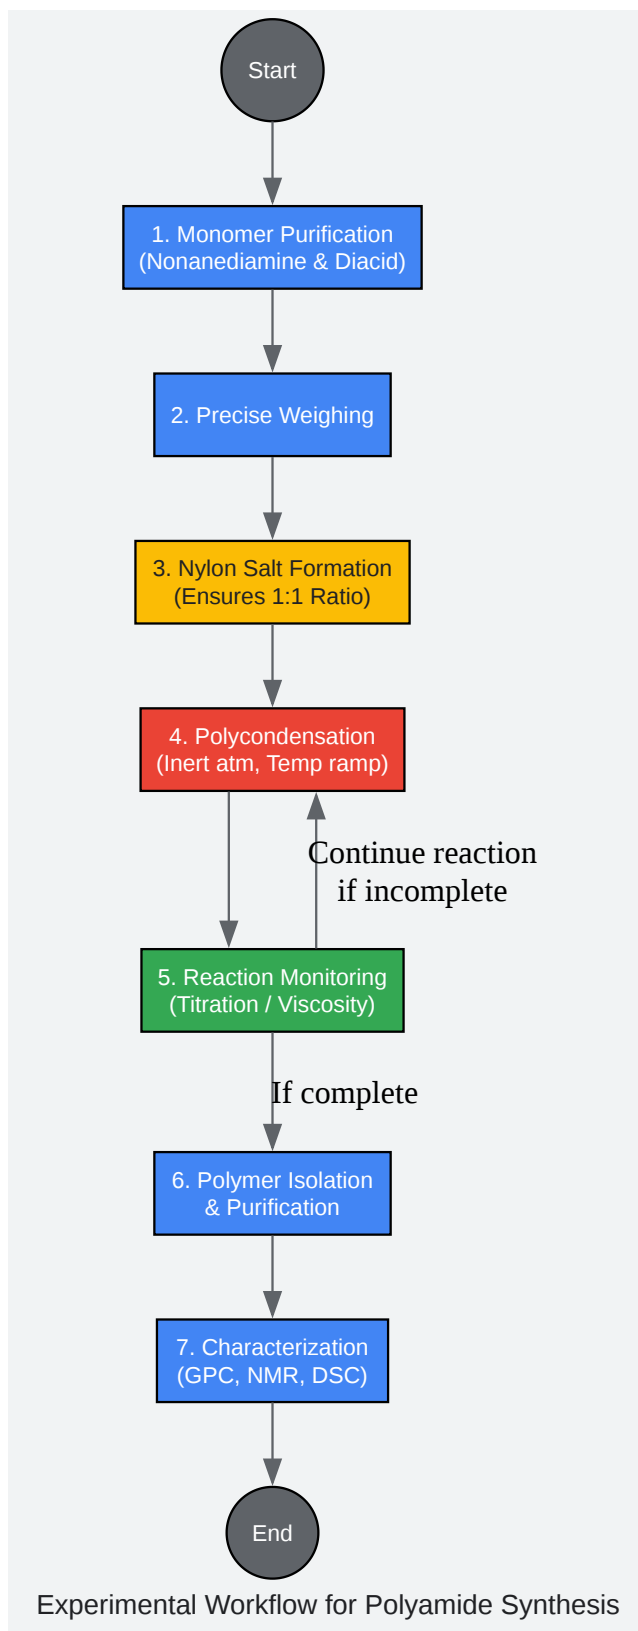 Start
1. Monomer Purification
(Nonanediamine & Diacid)
2. Precise Weighing
3. Nylon Salt Formation
(Ensures 1:1 Ratio)
4. Polycondensation
(Inert atm, Temp ramp)
Continue reaction
if incomplete
5. Reaction Monitoring
(Titration / Viscosity)
If complete
6. Polymer Isolation
& Purification
7. Characterization
(GPC, NMR, DSC)
End
Experimental Workflow for Polyamide Synthesis